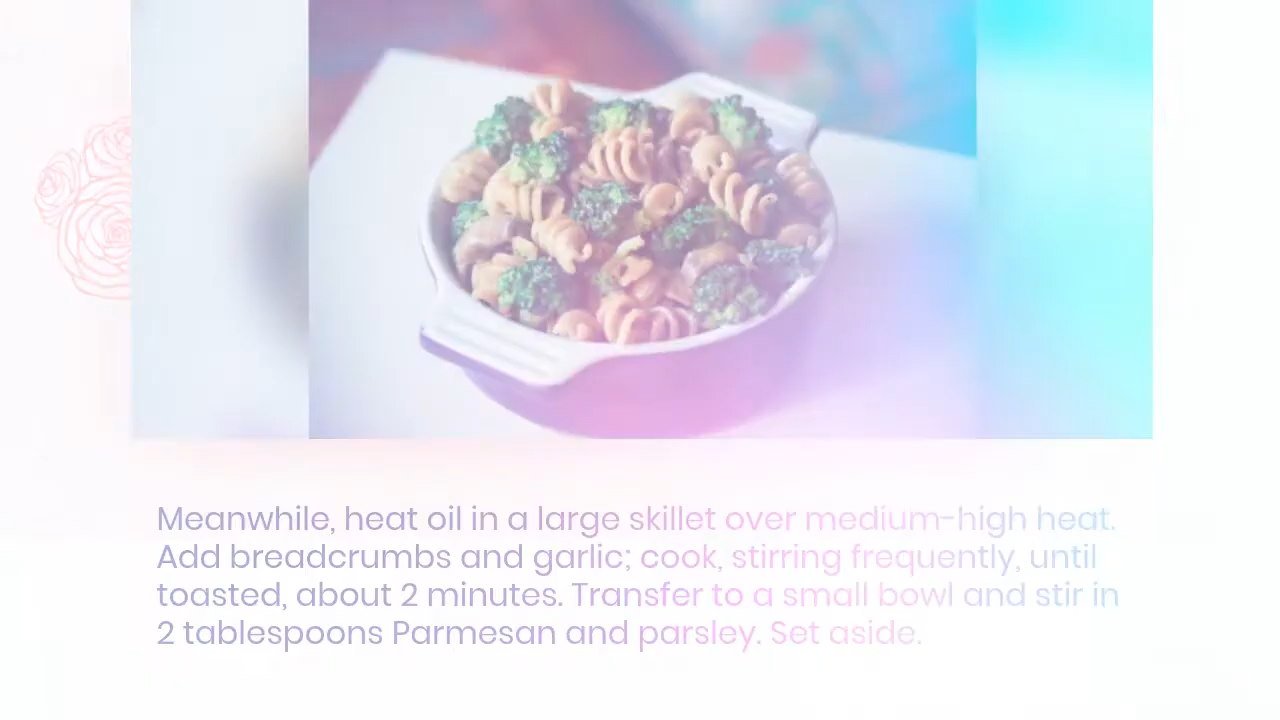 Meanwhile, heat oil in a large skillet over medium-high heat.
Add breadcrumbs and garlic; cook, stirring frequently, until
toasted, about 2 minutes. Transfer to a small bowl and stir in
2 tablespoons Parmesan and parsley. Set aside.